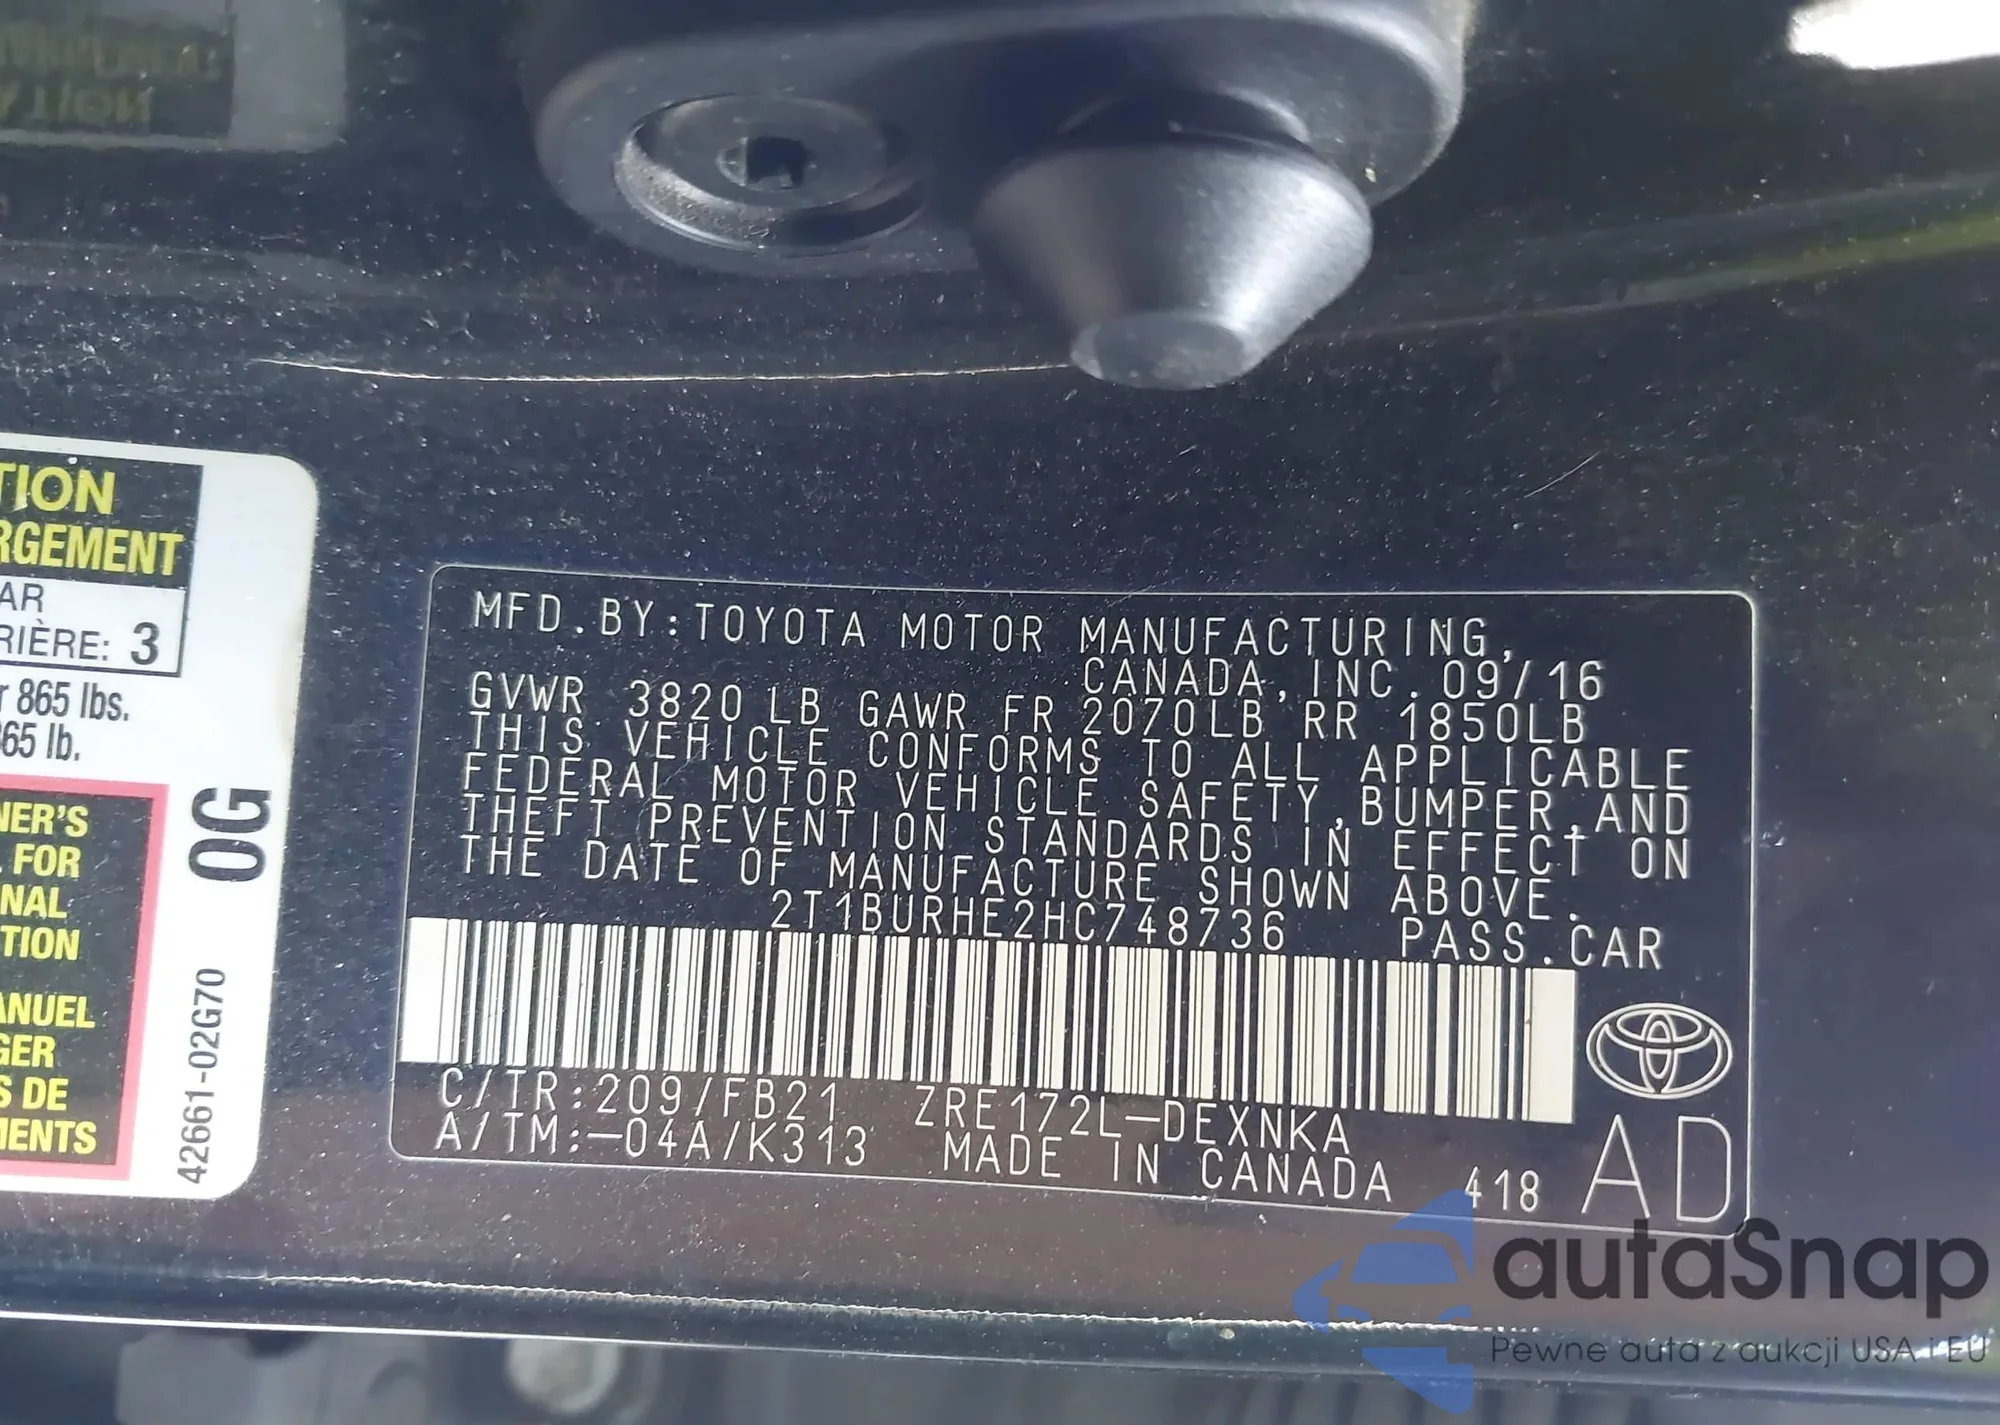 TION
RGEMENT
AR
RIÈRE: 3
r 865 lbs.
65 lb.
NER'S
. FOR
NAL
TION
ANUEL
GER
S DE
MENTS
0G
42661-02G70
MFD.BY:TOYOTA MOTOR MANUFACTURING,
CANADA,INC.09/16
GVWR 3820LB GAWR FR 2070LB RR 1850LB
THIS VEHICLE CONFORMS TO ALL APPLICABLE
FEDERAL MOTOR VEHICLE SAFETY,BUMPER,AND
THEFT PREVENTION STANDARDS IN EFFECT ON
THE DATE OF MANUFACTURE SHOWN ABOVE.
2T1BURHE2HC748736 PASS.CAR
C/TR:209/FB21 ZRE172L-DEXNKA
A/TM:-04A/K313 MADE IN CANADA 418
AD
autaSnap
Pewne auta z aukcji USA i EU